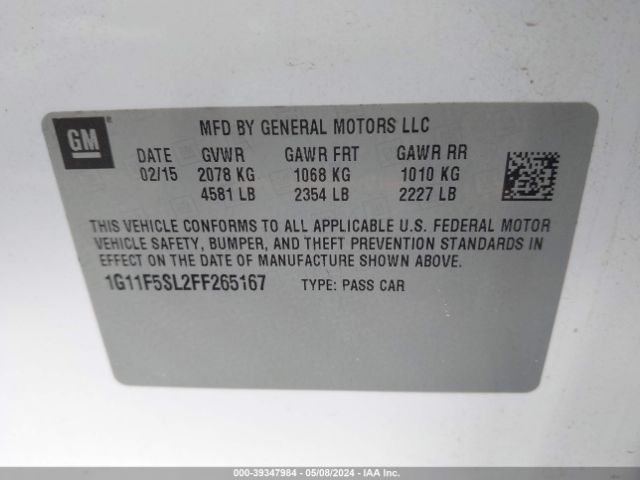 GM
MFD BY GENERAL MOTORS LLC
DATE GVWR GAWR FRT GAWR RR
02/15 2078 KG 1068 KG 1010 KG
4581 LB 2354 LB 2227 LB
THIS VEHICLE CONFORMS TO ALL APPLICABLE U.S. FEDERAL MOTOR
VEHICLE SAFETY, BUMPER, AND THEFT PREVENTION STANDARDS IN
EFFECT ON THE DATE OF MANUFACTURE SHOWN ABOVE.
1G11F5SL2FF265167 TYPE: PASS CAR
000-39347984 - 05/08/2024 - IAAI.COM